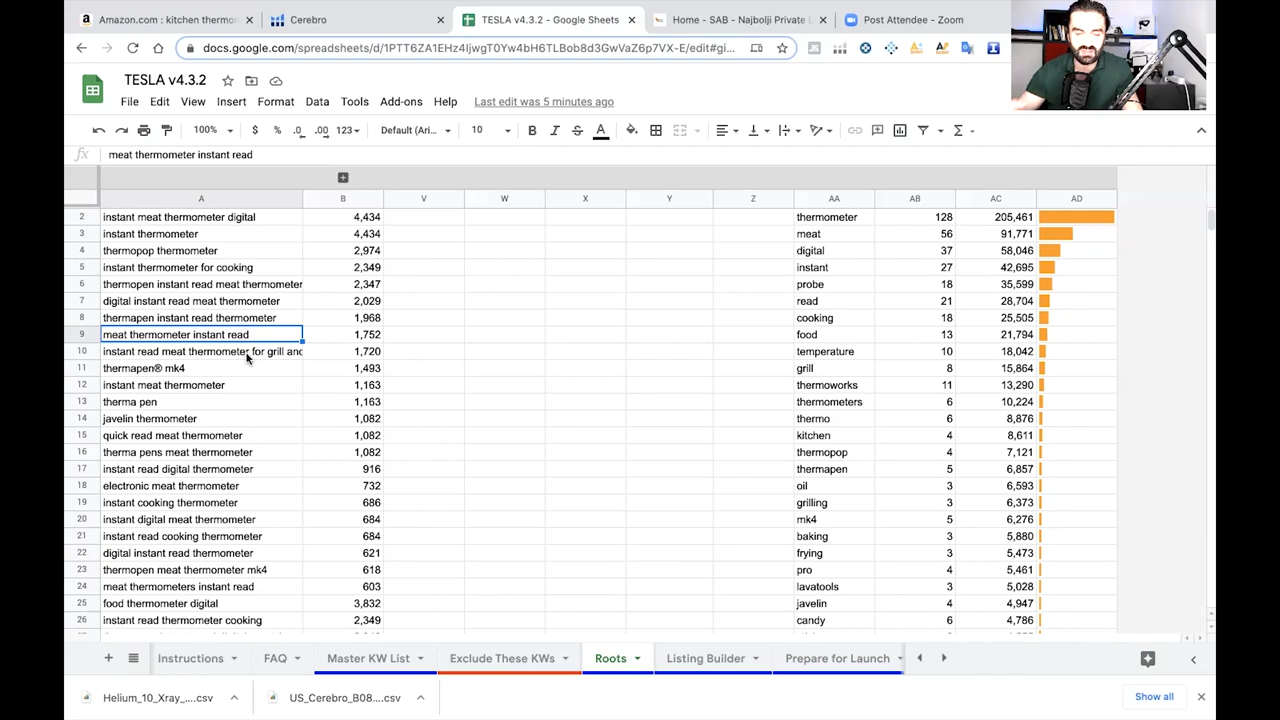 Amazon.com : kitchen thermon
Cerebro
TESLA v4.3.2 - Google Sheets
Home - SAB - Najbolji Private L
Post Attendee - Zoom
docs.google.com/spreadsheets/d/1PTT6ZA1EHz4IjwgT0Yw4bH6TLBob8d3GwVaZ6p7VX-E/edit#gi...
TESLA v4.3.2
File Edit View Insert Format Data Tools Add-ons Help Last edit was 5 minutes ago
100% $ % .0 .00 123 Default (Ari... 10 B I S A
fx meat thermometer instant read
A B V W X Y Z AA AB AC AD
2 instant meat thermometer digital 4,434 thermometer 128 205,461
3 instant thermometer 4,434 meat 56 91,771
4 thermopop thermometer 2,974 digital 37 58,046
5 instant thermometer for cooking 2,349 instant 27 42,695
6 thermopen instant read meat thermometer 2,347 probe 18 35,599
7 digital instant read meat thermometer 2,029 read 21 28,704
8 thermapen instant read thermometer 1,968 cooking 18 25,505
9 meat thermometer instant read 1,752 food 13 21,794
10 instant read meat thermometer for grill and 1,720 temperature 10 18,042
11 thermapen® mk4 1,493 grill 8 15,864
12 instant meat thermometer 1,163 thermoworks 11 13,290
13 therma pen 1,163 thermometers 6 10,224
14 javelin thermometer 1,082 thermo 6 8,876
15 quick read meat thermometer 1,082 kitchen 4 8,611
16 therma pens meat thermometer 1,082 thermopop 4 7,121
17 instant read digital thermometer 916 thermapen 5 6,857
18 electronic meat thermometer 732 oil 3 6,593
19 instant cooking thermometer 686 grilling 3 6,373
20 instant digital meat thermometer 684 mk4 5 6,276
21 instant read cooking thermometer 684 baking 3 5,880
22 digital instant read thermometer 621 frying 3 5,473
23 thermopen meat thermometer mk4 618 pro 4 5,461
24 meat thermometers instant read 603 lavatools 3 5,028
25 food thermometer digital 3,832 javelin 4 4,947
26 instant read thermometer cooking 2,349 candy 6 4,786
Instructions FAQ Master KW List Exclude These KWs Roots Listing Builder Prepare for Launch
Helium_10_Xray_....csv US_Cerebro_B08....csv Show all